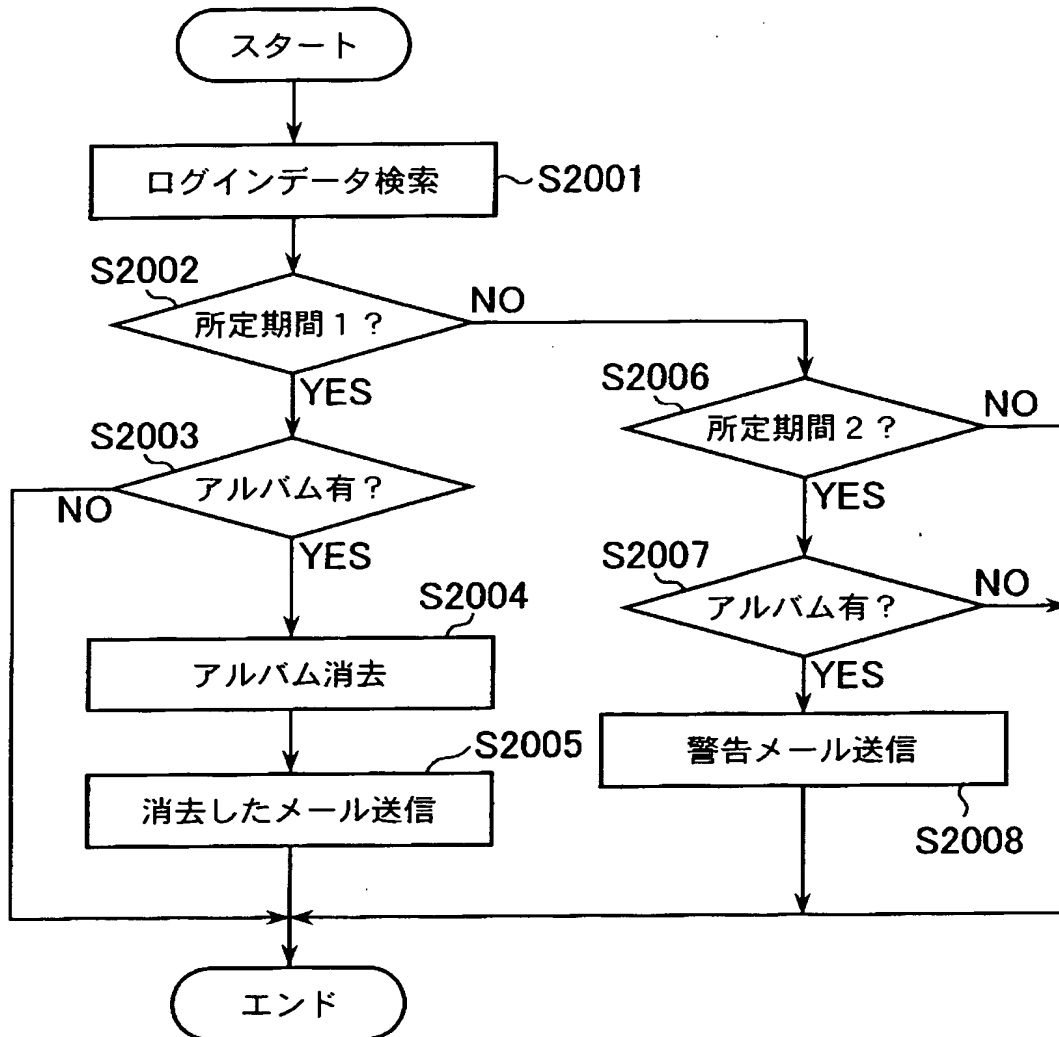 スタート
ログインデータ検索
S2001
S2002
所定期間1?
NO
YES
S2003
アルバム有?
NO
YES
S2004
アルバム消去
S2005
消去したメール送信
S2006
所定期間2?
NO
YES
S2007
アルバム有?
NO
YES
警告メール送信
S2008
エンド